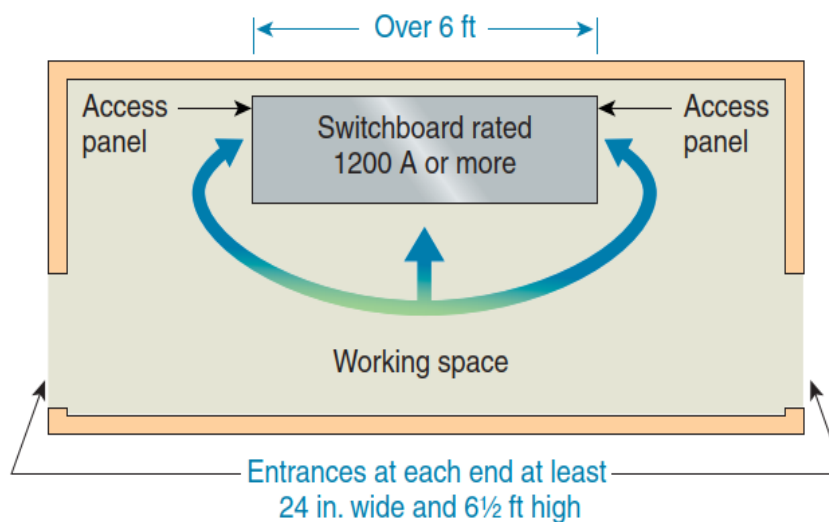 Over 6 ft
Access
panel
Switchboard rated
1200 A or more
Access
panel
Working space
Entrances at each end at least
24 in. wide and 6½ ft high